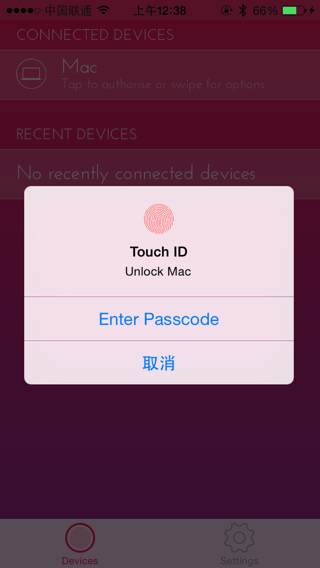 中国联通 上午12:38 66%
CONNECTED DEVICES
Mac
Tap to authorise or swipe for options
RECENT DEVICES
No recently connected devices
Touch ID
Unlock Mac
Enter Passcode
取消
Devices Settings